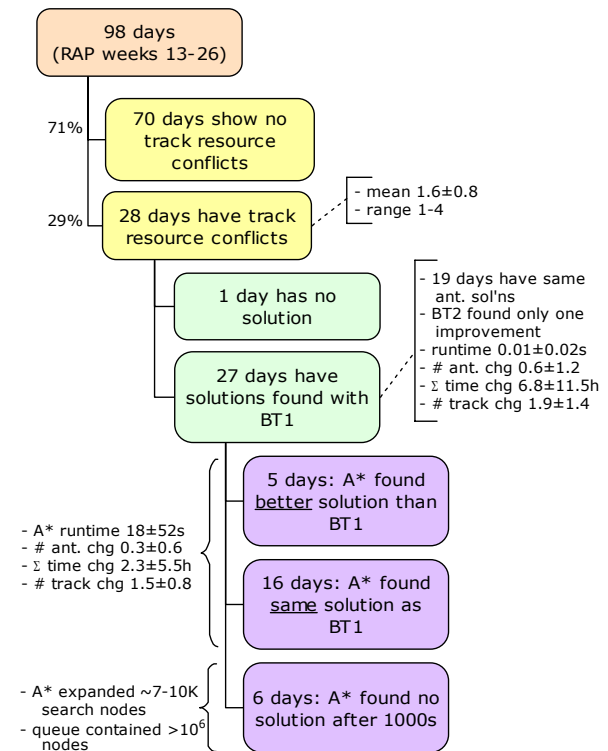 98 days
(RAP weeks 13-26)
71%
70 days show no
track resource
conflicts
29%
28 days have track
resource conflicts
- mean 1.6±0.8
- range 1-4
1 day has no
solution
27 days have
solutions found with
BT1
- 19 days have same
ant. sol'ns
- BT2 found only one
improvement
- runtime 0.01±0.02s
- # ant. chg 0.6±1.2
- Σ time chg 6.8±11.5h
- # track chg 1.9±1.4
5 days: A* found
better solution than
BT1
16 days: A* found
same solution as
BT1
- A* runtime 18±52s
- # ant. chg 0.3±0.6
- Σ time chg 2.3±5.5h
- # track chg 1.5±0.8
6 days: A* found no
solution after 1000s
- A* expanded ~7-10K
search nodes
- queue contained >10⁶
nodes